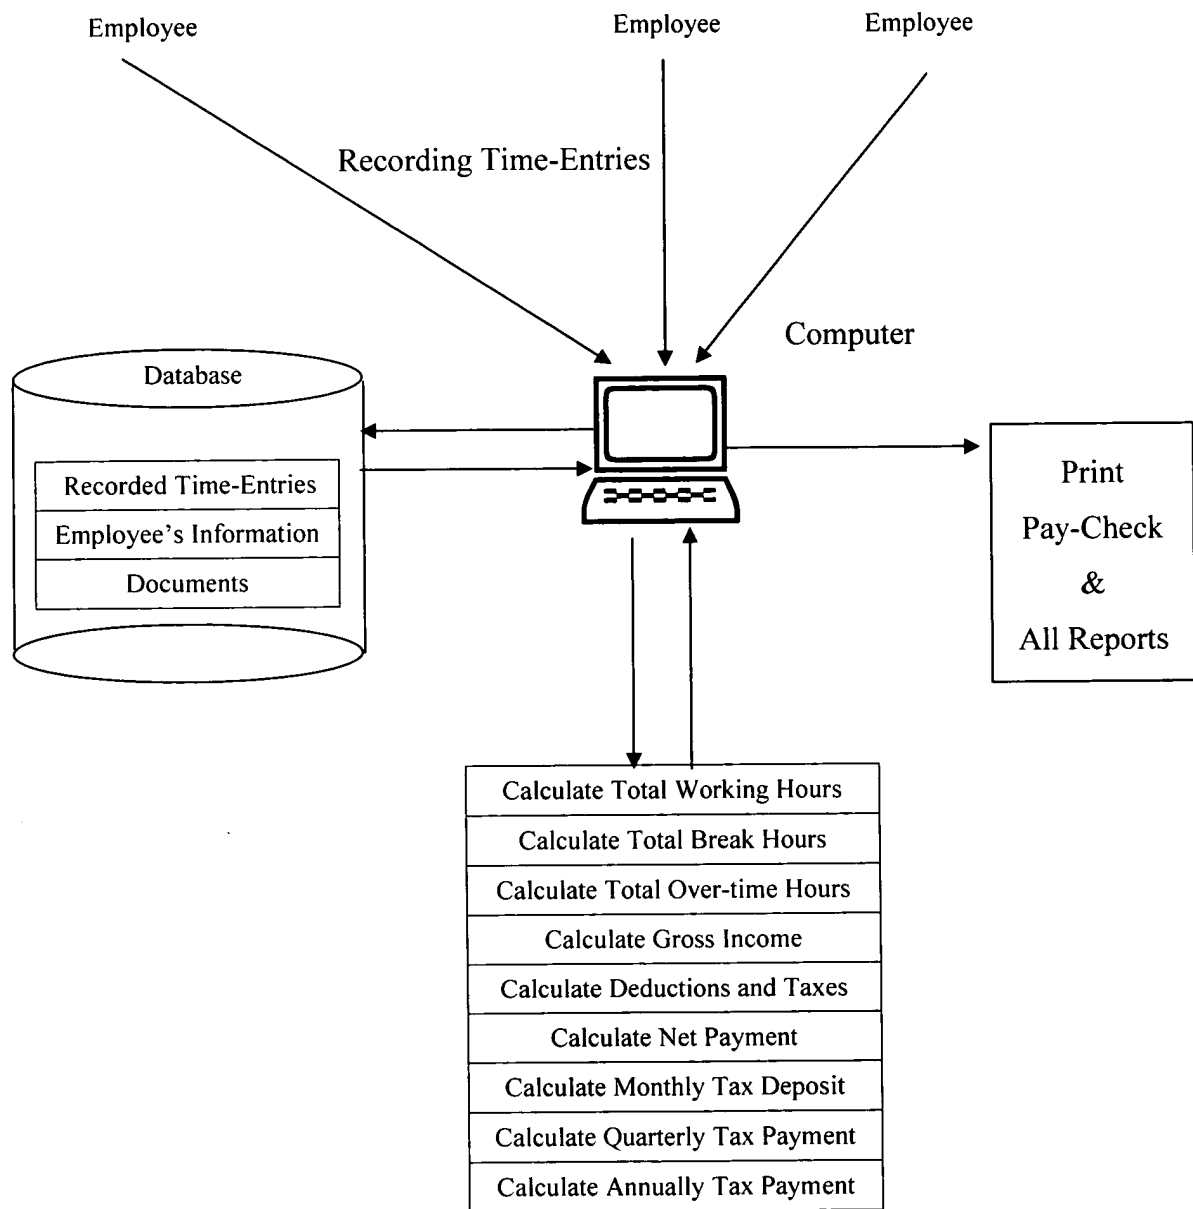 Employee
Employee
Employee
Recording Time-Entries
Computer
Database
Recorded Time-Entries
Employee's Information
Documents
Print
Pay-Check
&
All Reports
Calculate Total Working Hours
Calculate Total Break Hours
Calculate Total Over-time Hours
Calculate Gross Income
Calculate Deductions and Taxes
Calculate Net Payment
Calculate Monthly Tax Deposit
Calculate Quarterly Tax Payment
Calculate Annually Tax Payment